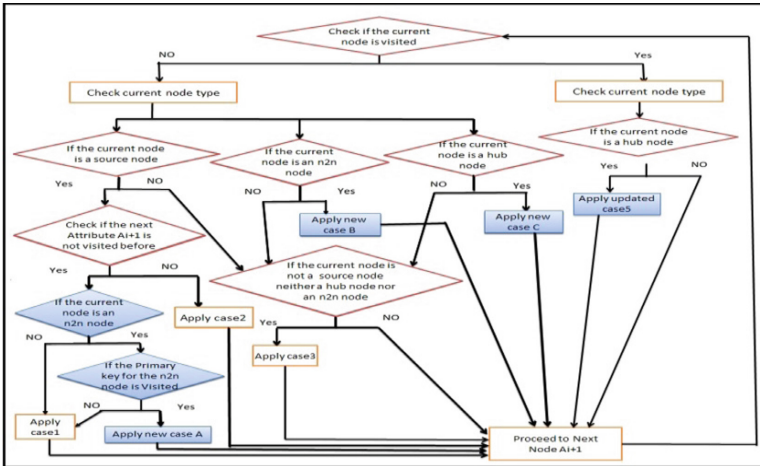 Check if the current
node is visited
NO
Yes
Check current node type
Check current node type
If the current node
is a source node
If the current
node is an n2n
node
If the current
node is a hub
node
If the current node
is a hub node
Yes
NO
NO
Yes
NO
Yes
Yes
NO
Apply new
case B
Apply new
case C
Apply updated
case5
Check if the next
Attribute Ai+1 is
not visited before
If the current node is
not a source node
neither a hub node nor
an n2n node
Yes
NO
If the current
node is an
n2n node
Apply case2
Yes
NO
NO
Yes
Apply case3
If the Primary
key for the n2n
node is Visited
NO
Yes
Apply
case1
Apply new case A
Proceed to Next
Node Ai+1